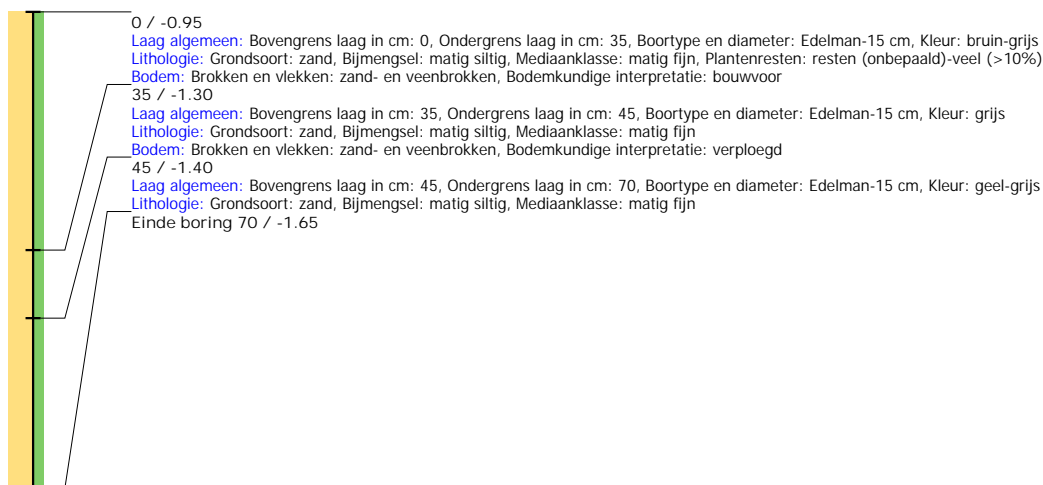 0 / -0.95
Laag algemeen: Bovengrens laag in cm: 0, Ondergrens laag in cm: 35, Boortype en diameter: Edelman-15 cm, Kleur: bruin-grijs
Lithologie: Grondsoort: zand, Bijmengsel: matig siltig, Mediaanklasse: matig fijn, Plantenresten: resten (onbepaald)-veel (>10%)
Bodem: Brokken en vlekken: zand- en veenbrokken, Bodemkundige interpretatie: bouwvoor
35 / -1.30
Laag algemeen: Bovengrens laag in cm: 35, Ondergrens laag in cm: 45, Boortype en diameter: Edelman-15 cm, Kleur: grijs
Lithologie: Grondsoort: zand, Bijmengsel: matig siltig, Mediaanklasse: matig fijn
Bodem: Brokken en vlekken: zand- en veenbrokken, Bodemkundige interpretatie: verploegd
45 / -1.40
Laag algemeen: Bovengrens laag in cm: 45, Ondergrens laag in cm: 70, Boortype en diameter: Edelman-15 cm, Kleur: geel-grijs
Lithologie: Grondsoort: zand, Bijmengsel: matig siltig, Mediaanklasse: matig fijn
Einde boring 70 / -1.65